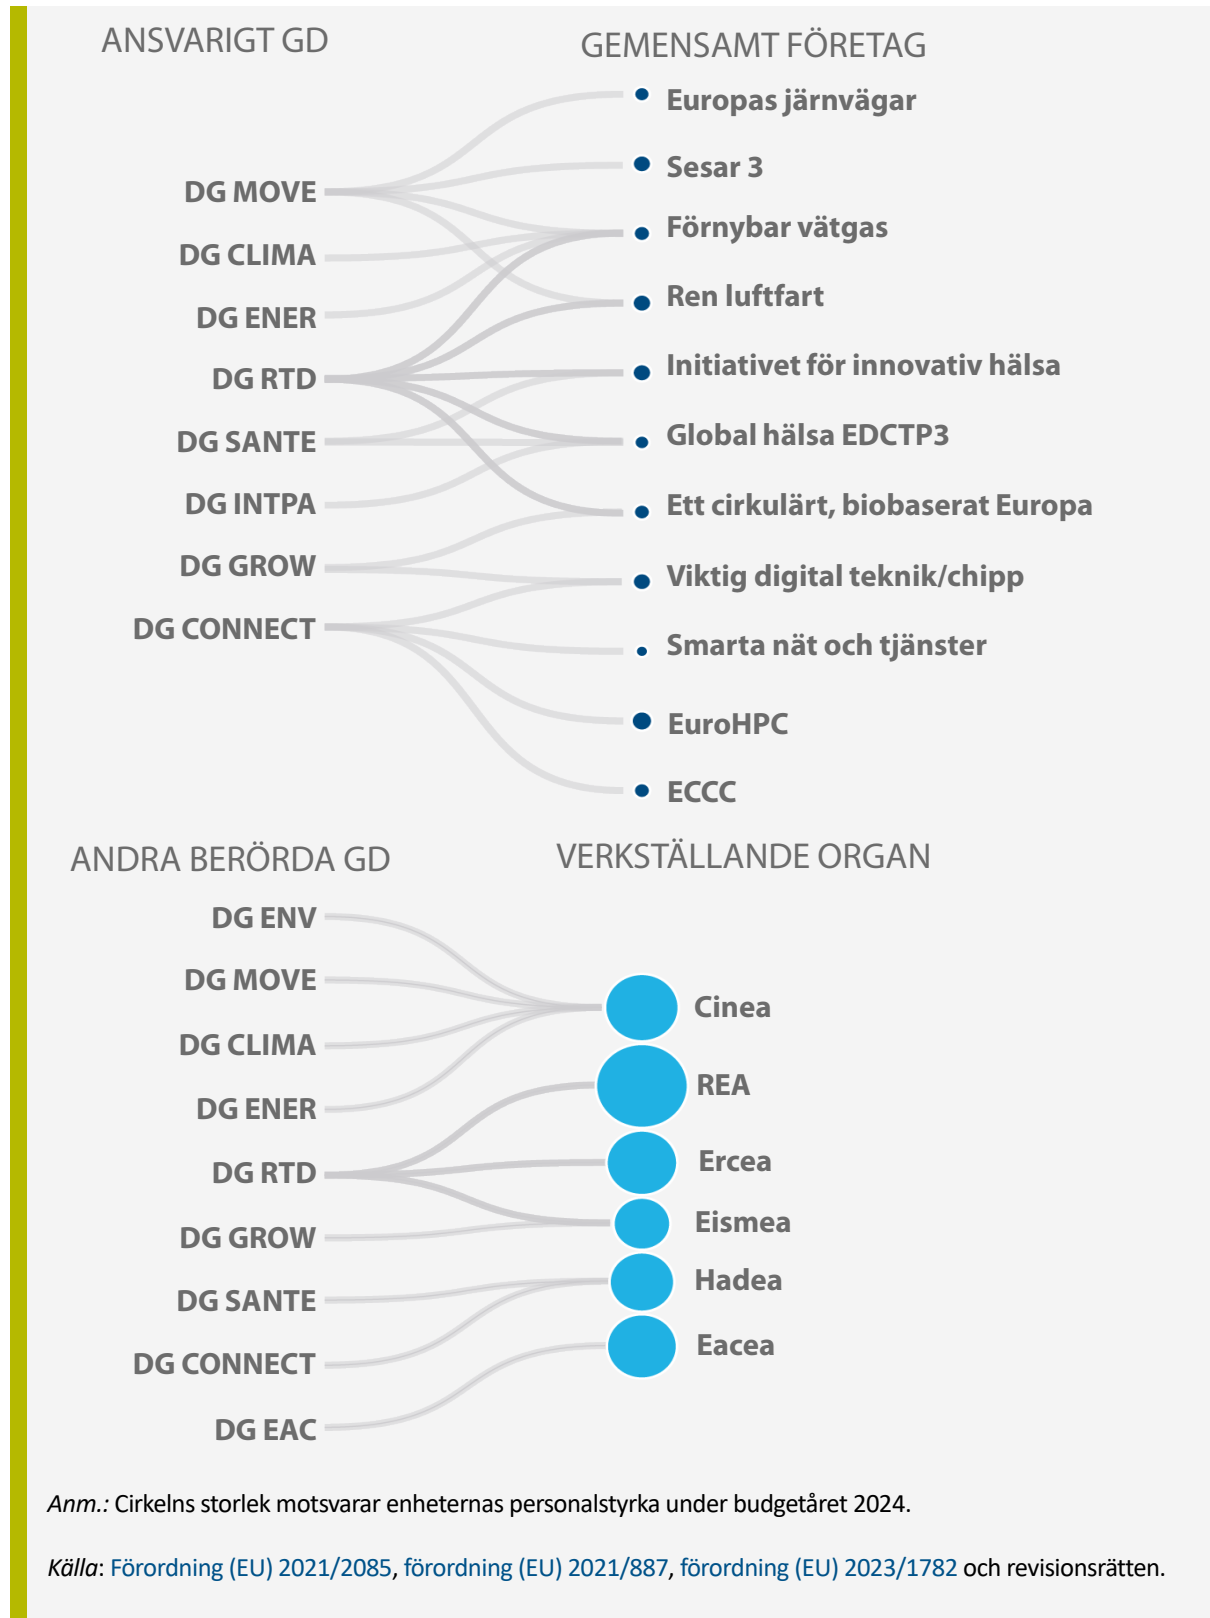 ANSVARIGT GD
GEMENSAMT FÖRETAG
Europas järnvägar
Sesar 3
DG MOVE
Förnybar vätgas
DG CLIMA
Ren luftfart
DG ENER
Initiativet för innovativ hälsa
DG RTD
Global hälsa EDCTP3
DG SANTE
Ett cirkulärt, biobaserat Europa
DG INTPA
Viktig digital teknik/chipp
DG GROW
Smarta nät och tjänster
DG CONNECT
EuroHPC
ECCC
ANDRA BERÖRDA GD
VERKSTÄLLANDE ORGAN
DG ENV
DG MOVE
Cinea
DG CLIMA
REA
DG ENER
Ercea
DG RTD
Eismea
DG GROW
Hadea
DG SANTE
Eacea
DG CONNECT
DG EAC
Anm.: Cirkelns storlek motsvarar enheternas personalstyrka under budgetåret 2024.
Källa: Förordning (EU) 2021/2085, förordning (EU) 2021/887, förordning (EU) 2023/1782 och revisionsrätten.